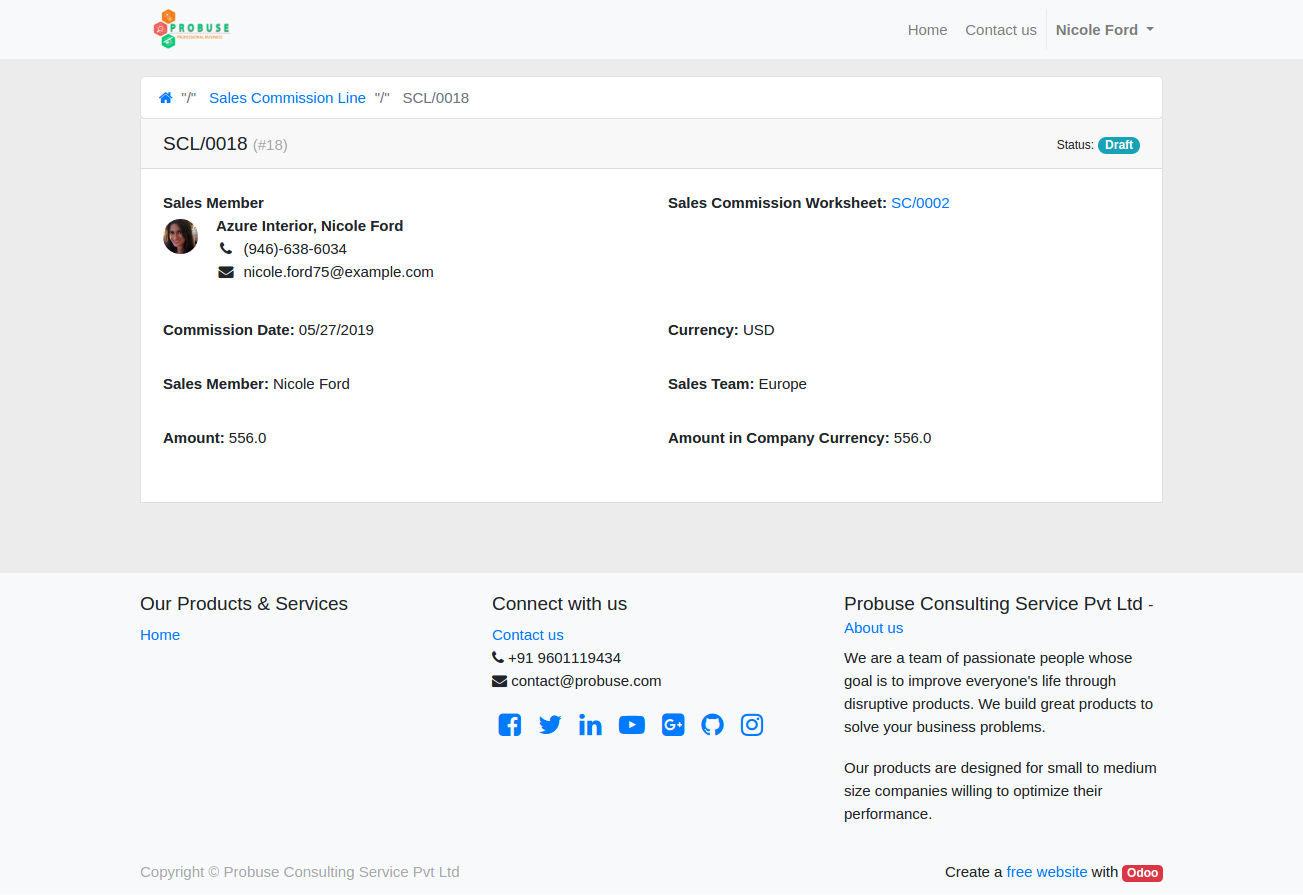 PROBUSE
PROFESSIONAL BUSINESS
Home Contact us Nicole Ford
"/" Sales Commission Line "/" SCL/0018
SCL/0018 (#18) Status: Draft
Sales Member
Sales Commission Worksheet: SC/0002
Azure Interior, Nicole Ford
(946)-638-6034
nicole.ford75@example.com
Commission Date: 05/27/2019
Currency: USD
Sales Member: Nicole Ford
Sales Team: Europe
Amount: 556.0
Amount in Company Currency: 556.0
Our Products & Services
Home
Connect with us
Contact us
+91 9601119434
contact@probuse.com
Probuse Consulting Service Pvt Ltd -
About us
We are a team of passionate people whose
goal is to improve everyone's life through
disruptive products. We build great products to
solve your business problems.
Our products are designed for small to medium
size companies willing to optimize their
performance.
Copyright © Probuse Consulting Service Pvt Ltd
Create a free website with Odoo